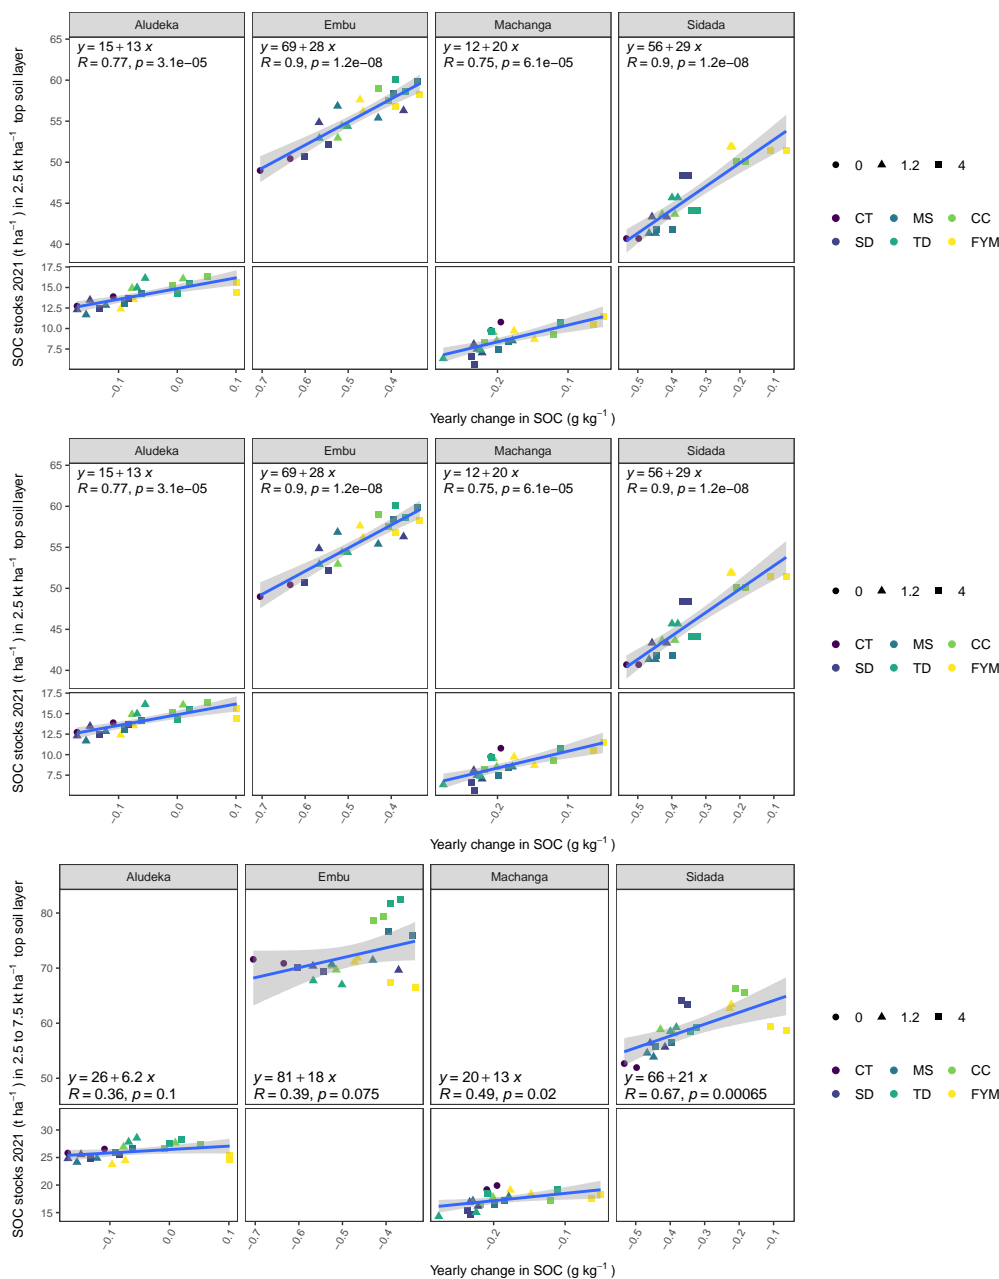 Aludeka Embu Machanga Sidada
y = 15 + 13 x y = 69 + 28 x y = 12 + 20 x y = 56 + 29 x
R = 0.77, p = 3.1e−05 R = 0.9, p = 1.2e−08 R = 0.75, p = 6.1e−05 R = 0.9, p = 1.2e−08
65
60
55
50
45
40
17.5
15.0
12.5
10.0
7.5
SOC stocks 2021 (t ha⁻¹ ) in 2.5 kt ha⁻¹ top soil layer
−0.1 0.0 0.1 −0.7 −0.6 −0.5 −0.4 −0.2 −0.1 −0.5 −0.4 −0.3 −0.2 −0.1
Yearly change in SOC (g kg⁻¹ )
0 1.2 4
CT MS CC
SD TD FYM
Aludeka Embu Machanga Sidada
y = 15 + 13 x y = 69 + 28 x y = 12 + 20 x y = 56 + 29 x
R = 0.77, p = 3.1e−05 R = 0.9, p = 1.2e−08 R = 0.75, p = 6.1e−05 R = 0.9, p = 1.2e−08
65
60
55
50
45
40
17.5
15.0
12.5
10.0
7.5
SOC stocks 2021 (t ha⁻¹ ) in 2.5 kt ha⁻¹ top soil layer
−0.1 0.0 0.1 −0.7 −0.6 −0.5 −0.4 −0.2 −0.1 −0.5 −0.4 −0.3 −0.2 −0.1
Yearly change in SOC (g kg⁻¹ )
0 1.2 4
CT MS CC
SD TD FYM
Aludeka Embu Machanga Sidada
80
70
60
50
y = 26 + 6.2 x y = 81 + 18 x y = 20 + 13 x y = 66 + 21 x
R = 0.36, p = 0.1 R = 0.39, p = 0.075 R = 0.49, p = 0.02 R = 0.67, p = 0.00065
30
25
20
15
SOC stocks 2021 (t ha⁻¹ ) in 2.5 to 7.5 kt ha⁻¹ top soil layer
−0.1 0.0 0.1 −0.7 −0.6 −0.5 −0.4 −0.2 −0.1 −0.5 −0.4 −0.3 −0.2 −0.1
Yearly change in SOC (g kg⁻¹ )
0 1.2 4
CT MS CC
SD TD FYM